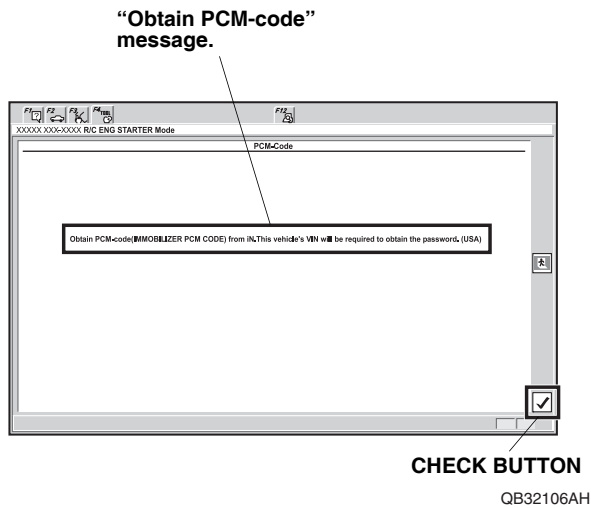 “Obtain PCM-code”
message.
F1 F2 F3 F4 TOOL F12
XXXXX XXX-XXXX R/C ENG STARTER Mode
PCM-Code
Obtain PCM-code(IMMOBILIZER PCM CODE) from iN.This vehicle's VIN will be required to obtain the password. (USA)
CHECK BUTTON
QB32106AH